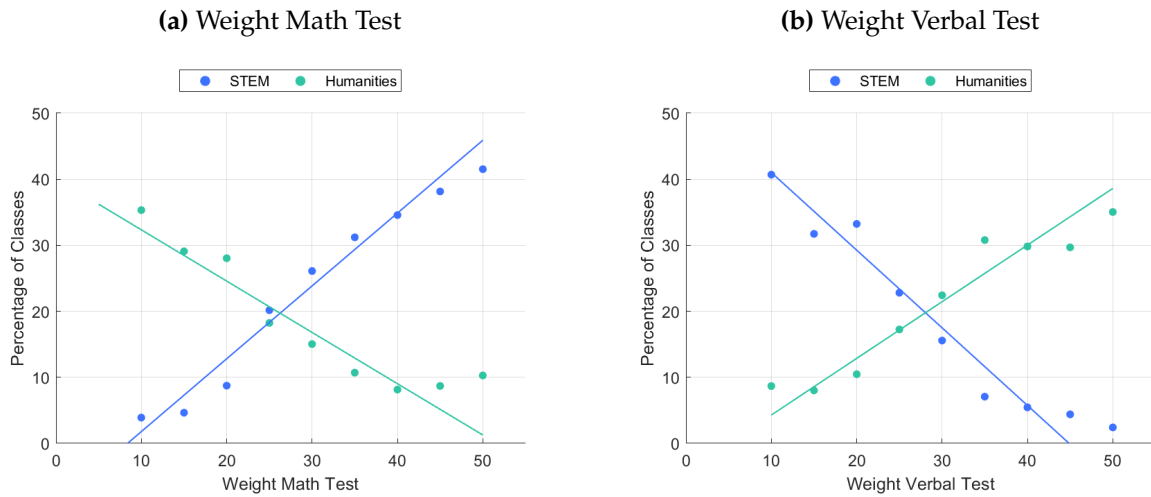 (a) Weight Math Test
STEM Humanities
50
40
30
20
10
0
Percentage of Classes
0 10 20 30 40 50
Weight Math Test
(b) Weight Verbal Test
STEM Humanities
50
40
30
20
10
0
Percentage of Classes
0 10 20 30 40 50
Weight Verbal Test